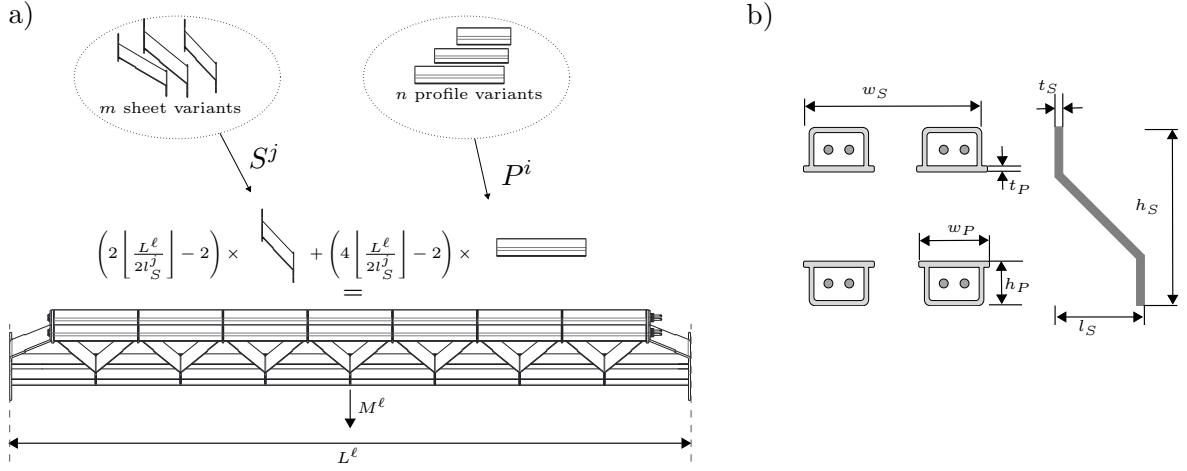 a)
m sheet variants
n profile variants
S^j
P^i
(2 ⌊L^ℓ / 2l_S^j⌋ − 2) × + (4 ⌊L^ℓ / 2l_S^j⌋ − 2) ×
=
M^ℓ
L^ℓ
b)
w_S
t_S
t_P
h_S
w_P
h_P
l_S